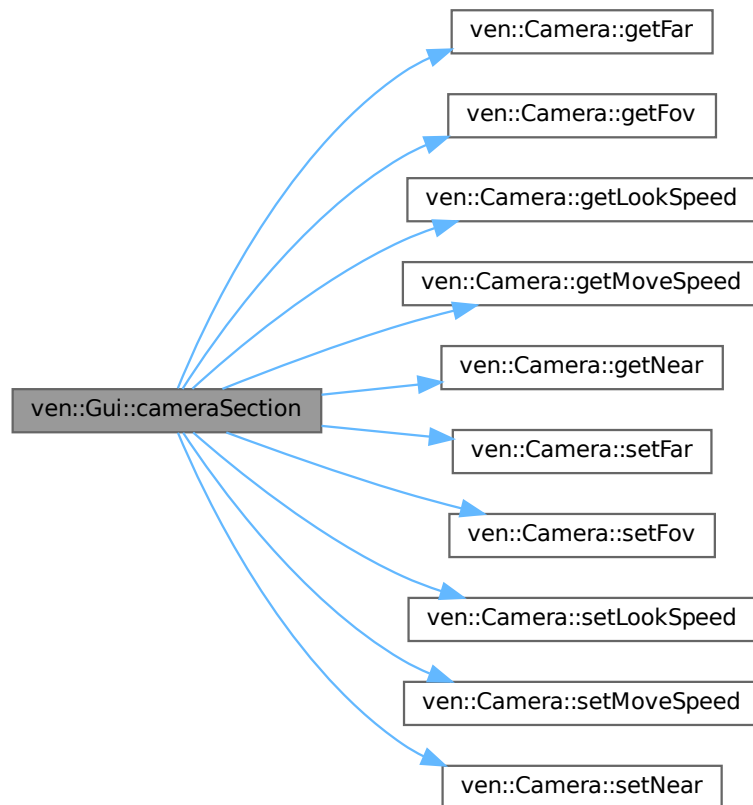 ven::Camera::getFar
ven::Camera::getFov
ven::Camera::getLookSpeed
ven::Camera::getMoveSpeed
ven::Camera::getNear
ven::Gui::cameraSection
ven::Camera::setFar
ven::Camera::setFov
ven::Camera::setLookSpeed
ven::Camera::setMoveSpeed
ven::Camera::setNear